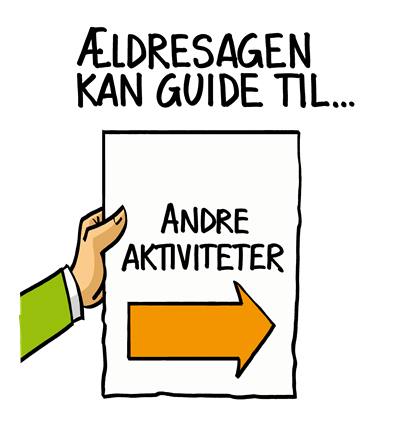 ÆLDRESAGEN
KAN GUIDE TIL...
ANDRE
AKTIVITETER